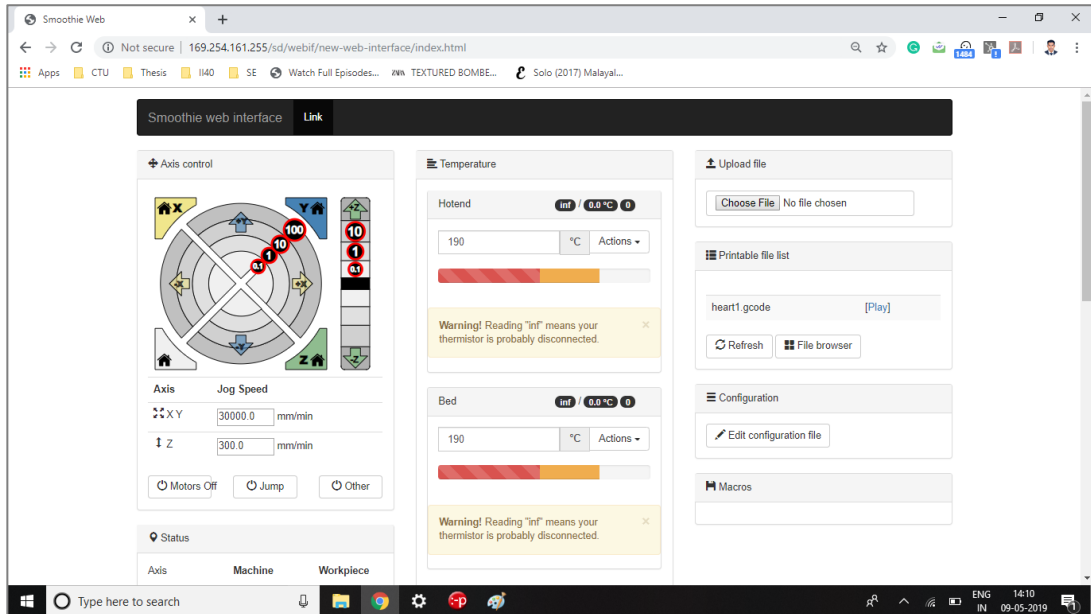 Smoothie Web
Not secure | 169.254.161.255/sd/webif/new-web-interface/index.html
1484
Apps CTU Thesis II40 SE Watch Full Episodes... TEXTURED BOMBE... Solo (2017) Malayal...
Smoothie web interface Link
Axis control
X Y +Z
+Y 100 10
10 1
1 0.1
0.1
-X +X
-Y Z -Z
Axis Jog Speed
X Y 30000.0 mm/min
Z 300.0 mm/min
Motors Off Jump Other
Status
Axis Machine Workpiece
Temperature
Hotend inf / 0.0 °C 0
190 °C Actions
Warning! Reading "inf" means your
thermistor is probably disconnected.
×
Bed inf / 0.0 °C 0
190 °C Actions
Warning! Reading "inf" means your
thermistor is probably disconnected.
×
Upload file
Choose File No file chosen
Printable file list
heart1.gcode [Play]
Refresh File browser
Configuration
Edit configuration file
Macros
Type here to search
ENG 14:10
IN 09-05-2019